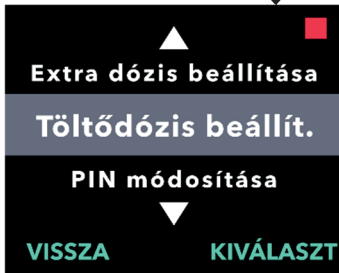 Extra dózis beállítása
Töltődózis beállít.
PIN módosítása
VISSZA KIVÁLASZT